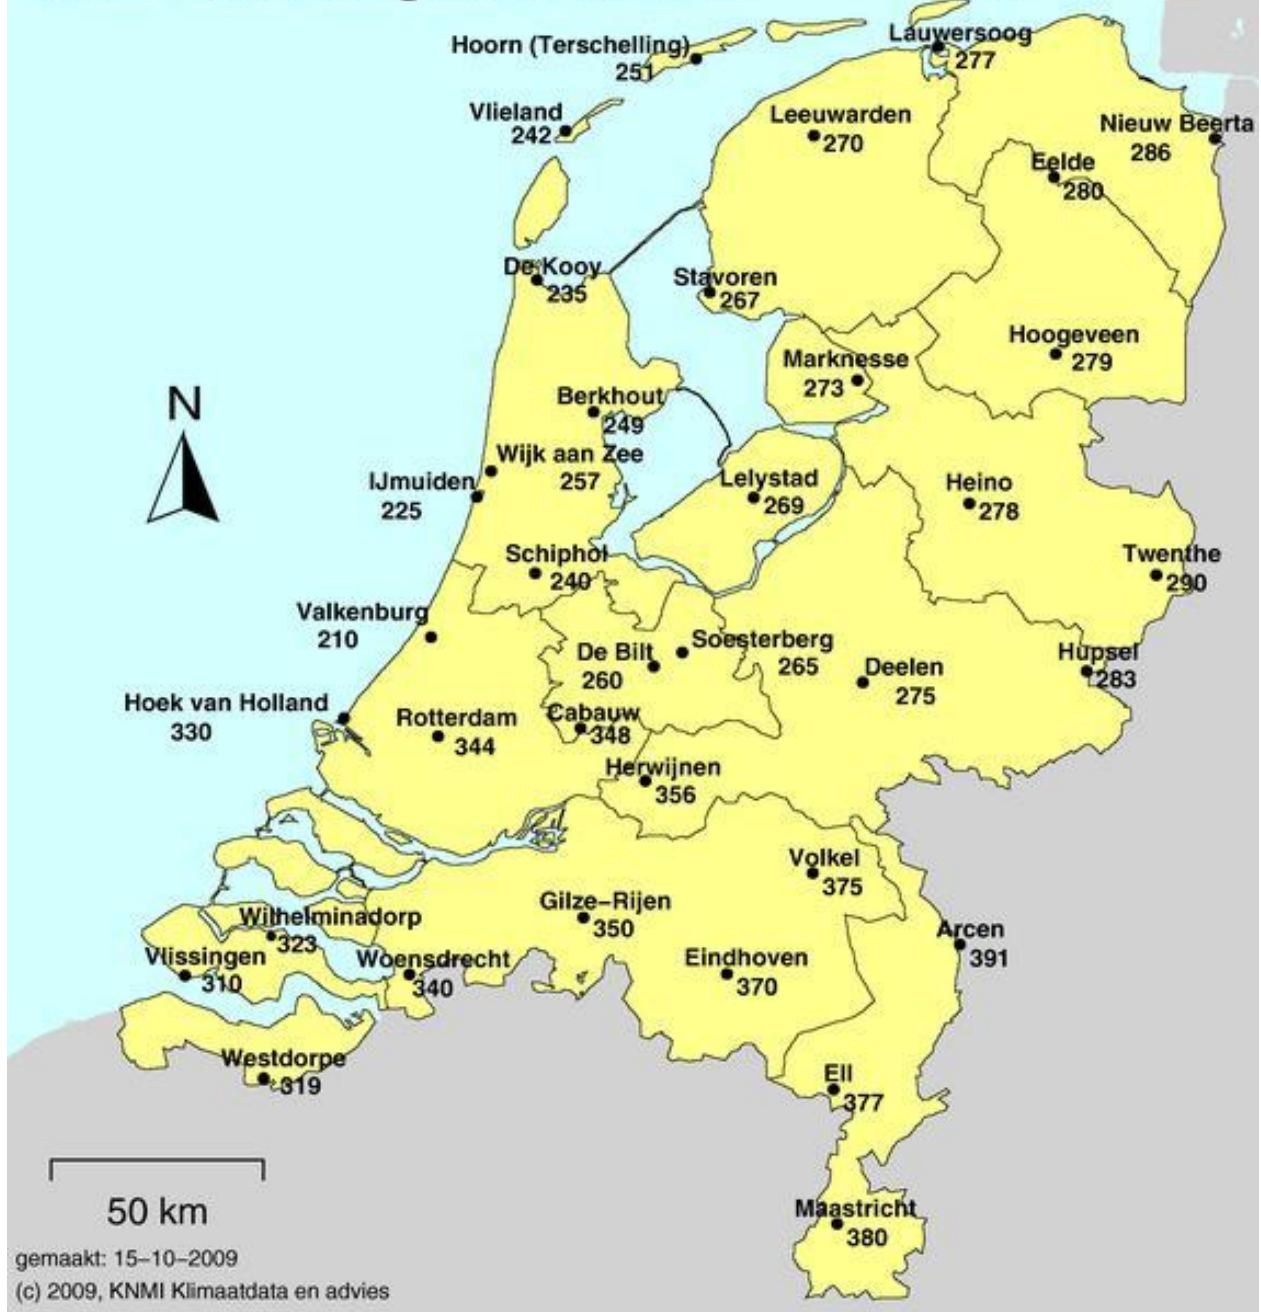 Lauwersoog
277
Hoorn (Terschelling)
251
Vlieland
242
Leeuwarden
270
Nieuw Beerta
286
Eelde
280
De Kooy
235
Stavoren
267
Hoogeveen
279
Marknesse
273
N
Berkhout
249
Wijk aan Zee
257
IJmuiden
225
Lelystad
269
Heino
278
Schiphol
240
Twenthe
290
Valkenburg
210
De Bilt
260
Soesterberg
265
Deelen
275
Hupsel
283
Hoek van Holland
330
Rotterdam
344
Cabauw
348
Herwijnen
356
Volkel
375
Gilze–Rijen
350
Wilhelminadorp
323
Arcen
391
Vlissingen
310
Woensdrecht
340
Eindhoven
370
Westdorpe
319
Ell
377
50 km
Maastricht
380
gemaakt: 15–10–2009
(c) 2009, KNMI Klimaatdata en advies